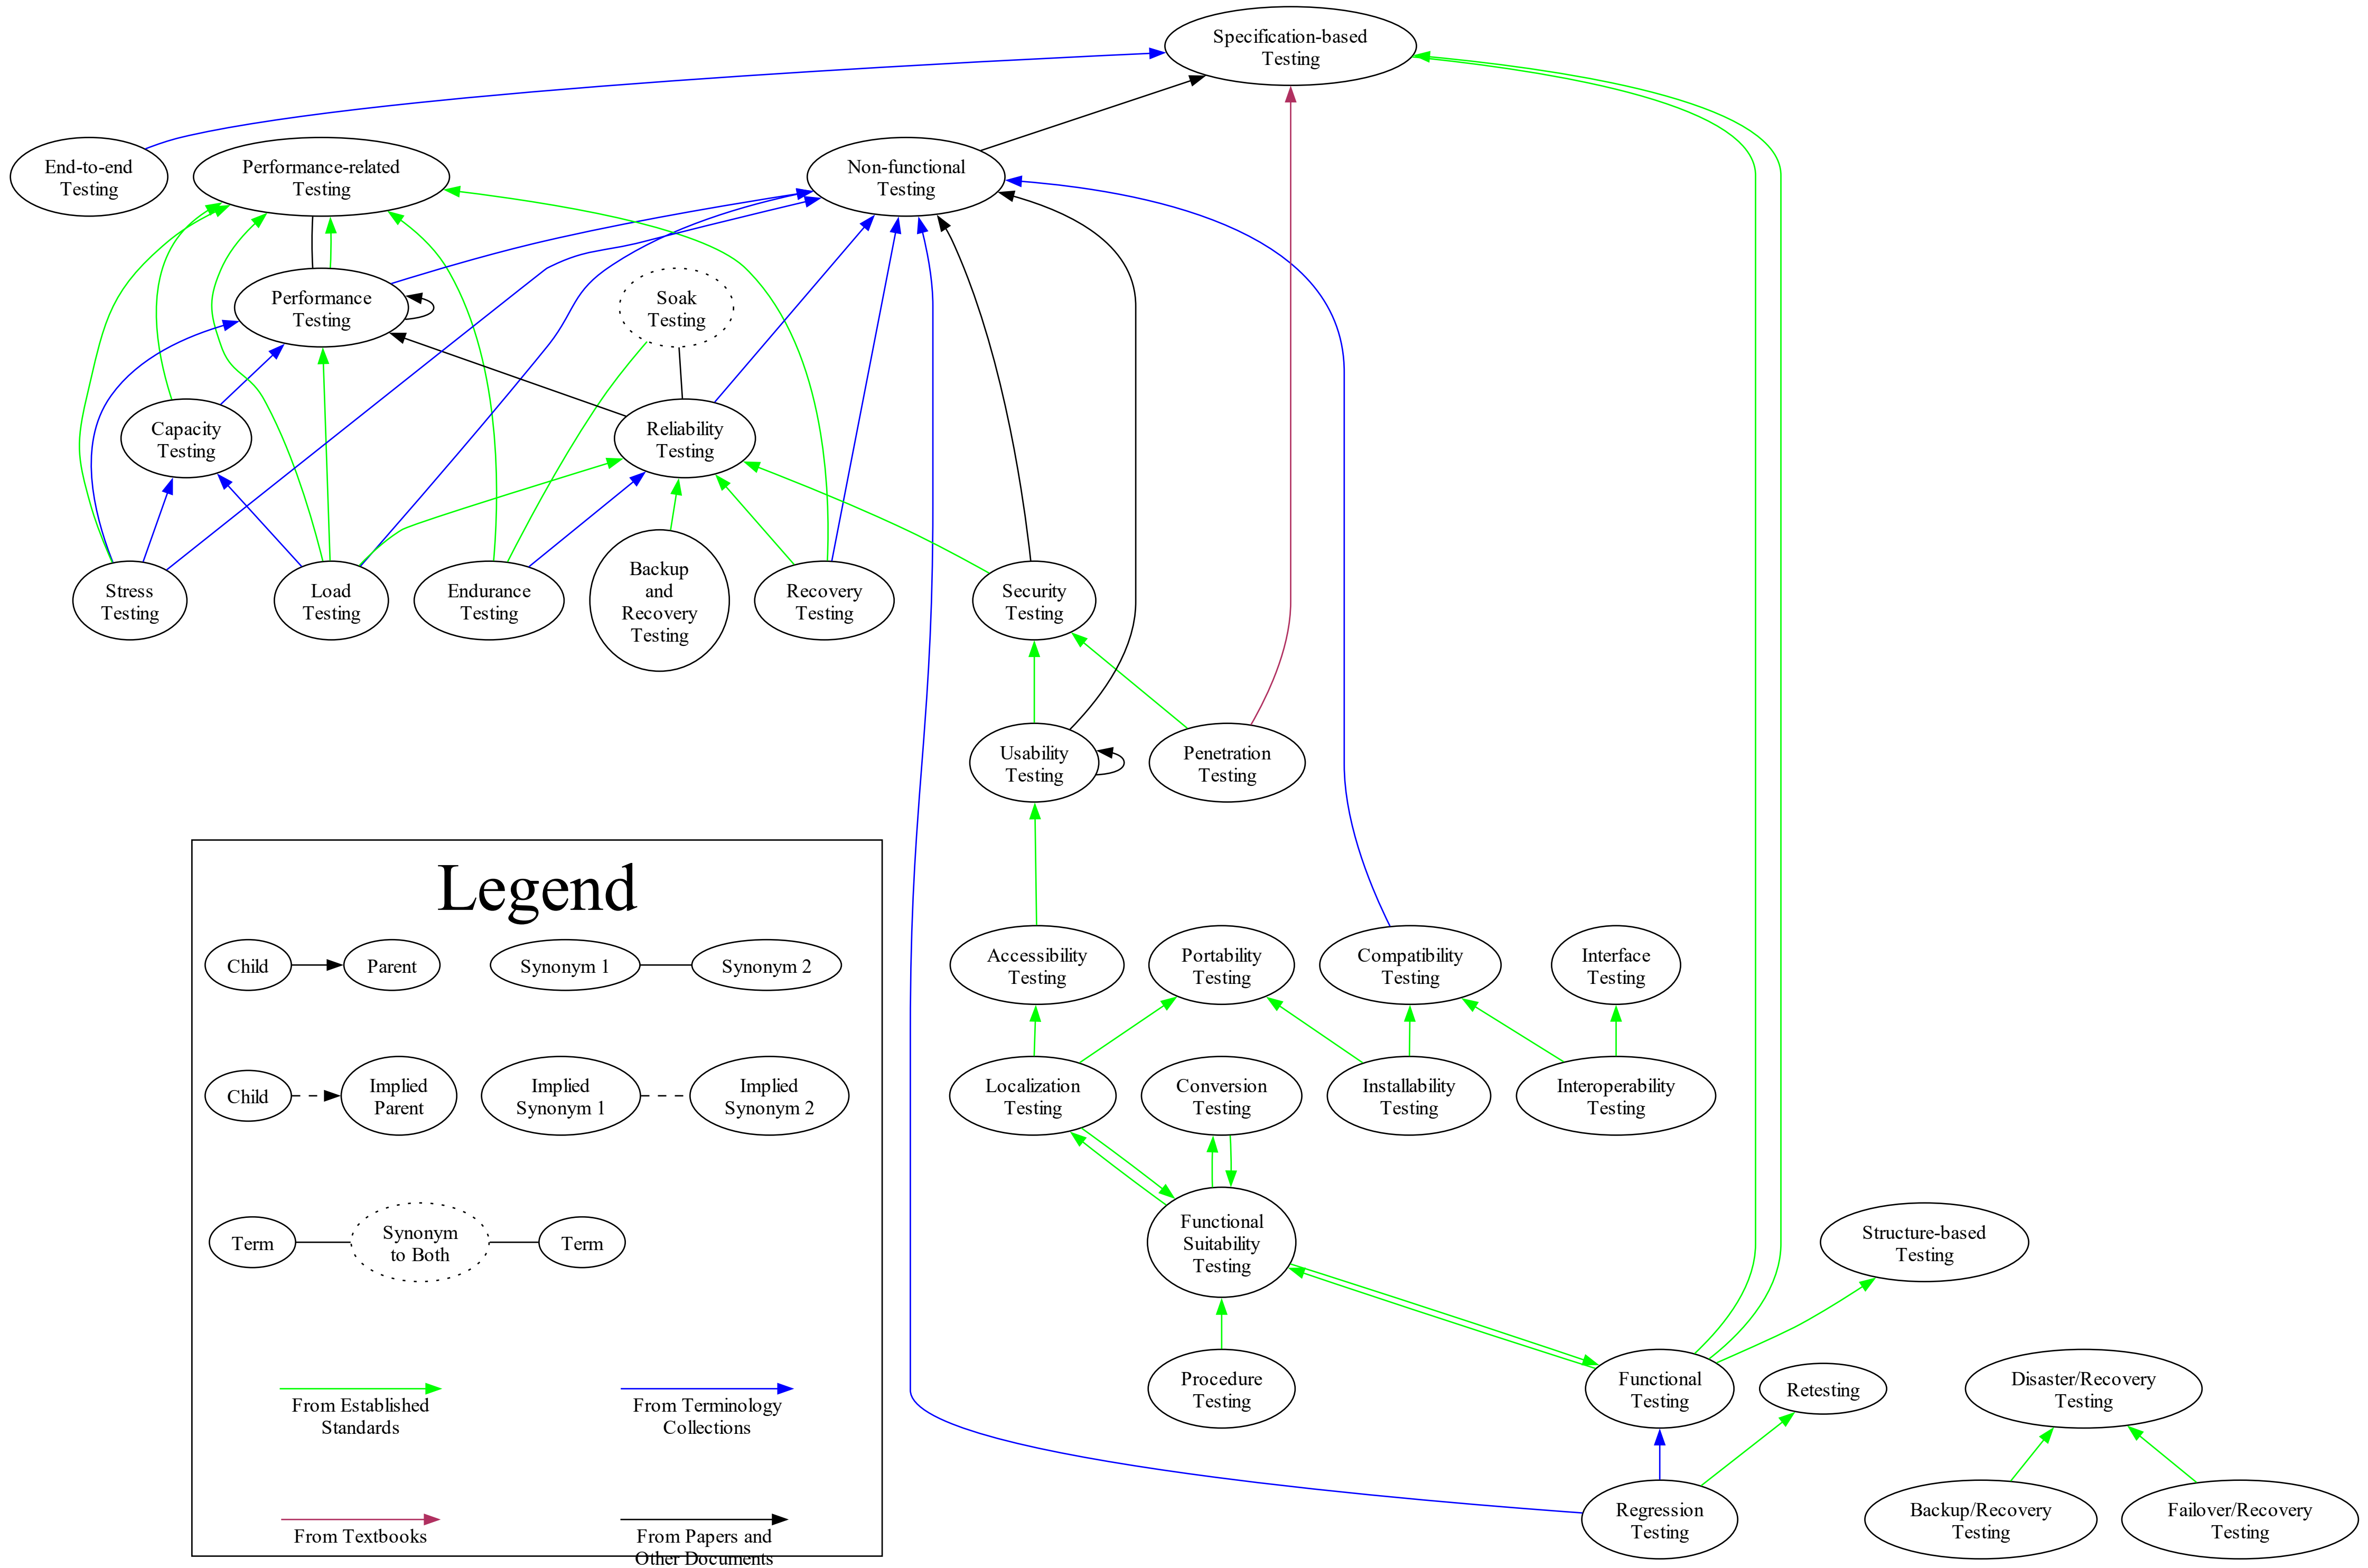 Specification-based
Testing
End-to-end
Testing
Performance-related
Testing
Non-functional
Testing
Performance
Testing
Soak
Testing
Capacity
Testing
Reliability
Testing
Stress
Testing
Load
Testing
Endurance
Testing
Backup
and
Recovery
Testing
Recovery
Testing
Security
Testing
Usability
Testing
Penetration
Testing
Accessibility
Testing
Portability
Testing
Compatibility
Testing
Interface
Testing
Localization
Testing
Conversion
Testing
Installability
Testing
Interoperability
Testing
Functional
Suitability
Testing
Structure-based
Testing
Procedure
Testing
Functional
Testing
Retesting
Disaster/Recovery
Testing
Regression
Testing
Backup/Recovery
Testing
Failover/Recovery
Testing
Legend
Child
Parent
Synonym 1
Synonym 2
Child
Implied
Parent
Implied
Synonym 1
Implied
Synonym 2
Term
Synonym
to Both
Term
From Established
Standards
From Terminology
Collections
From Textbooks
From Papers and
Other Documents